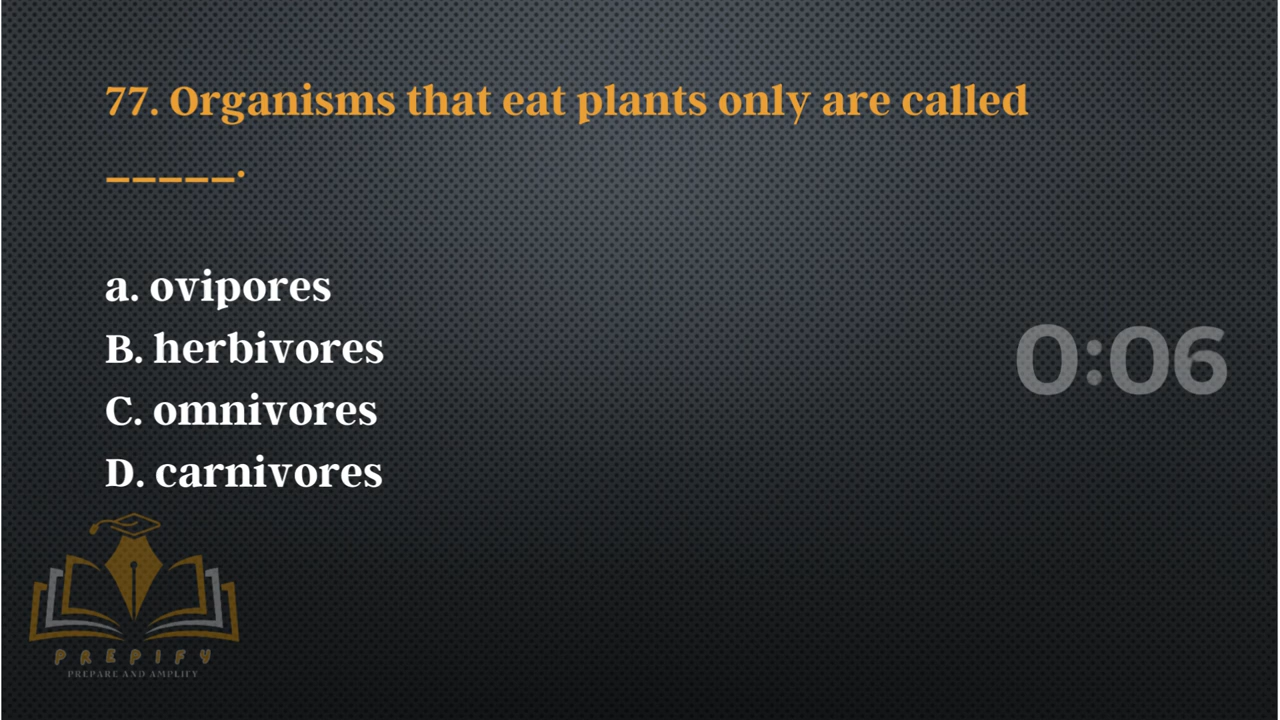 77. Organisms that eat plants only are called
_____.
a. ovipores
B. herbivores
C. omnivores
D. carnivores
0:06
PREPIFY
PREPARE AND AMPLIFY